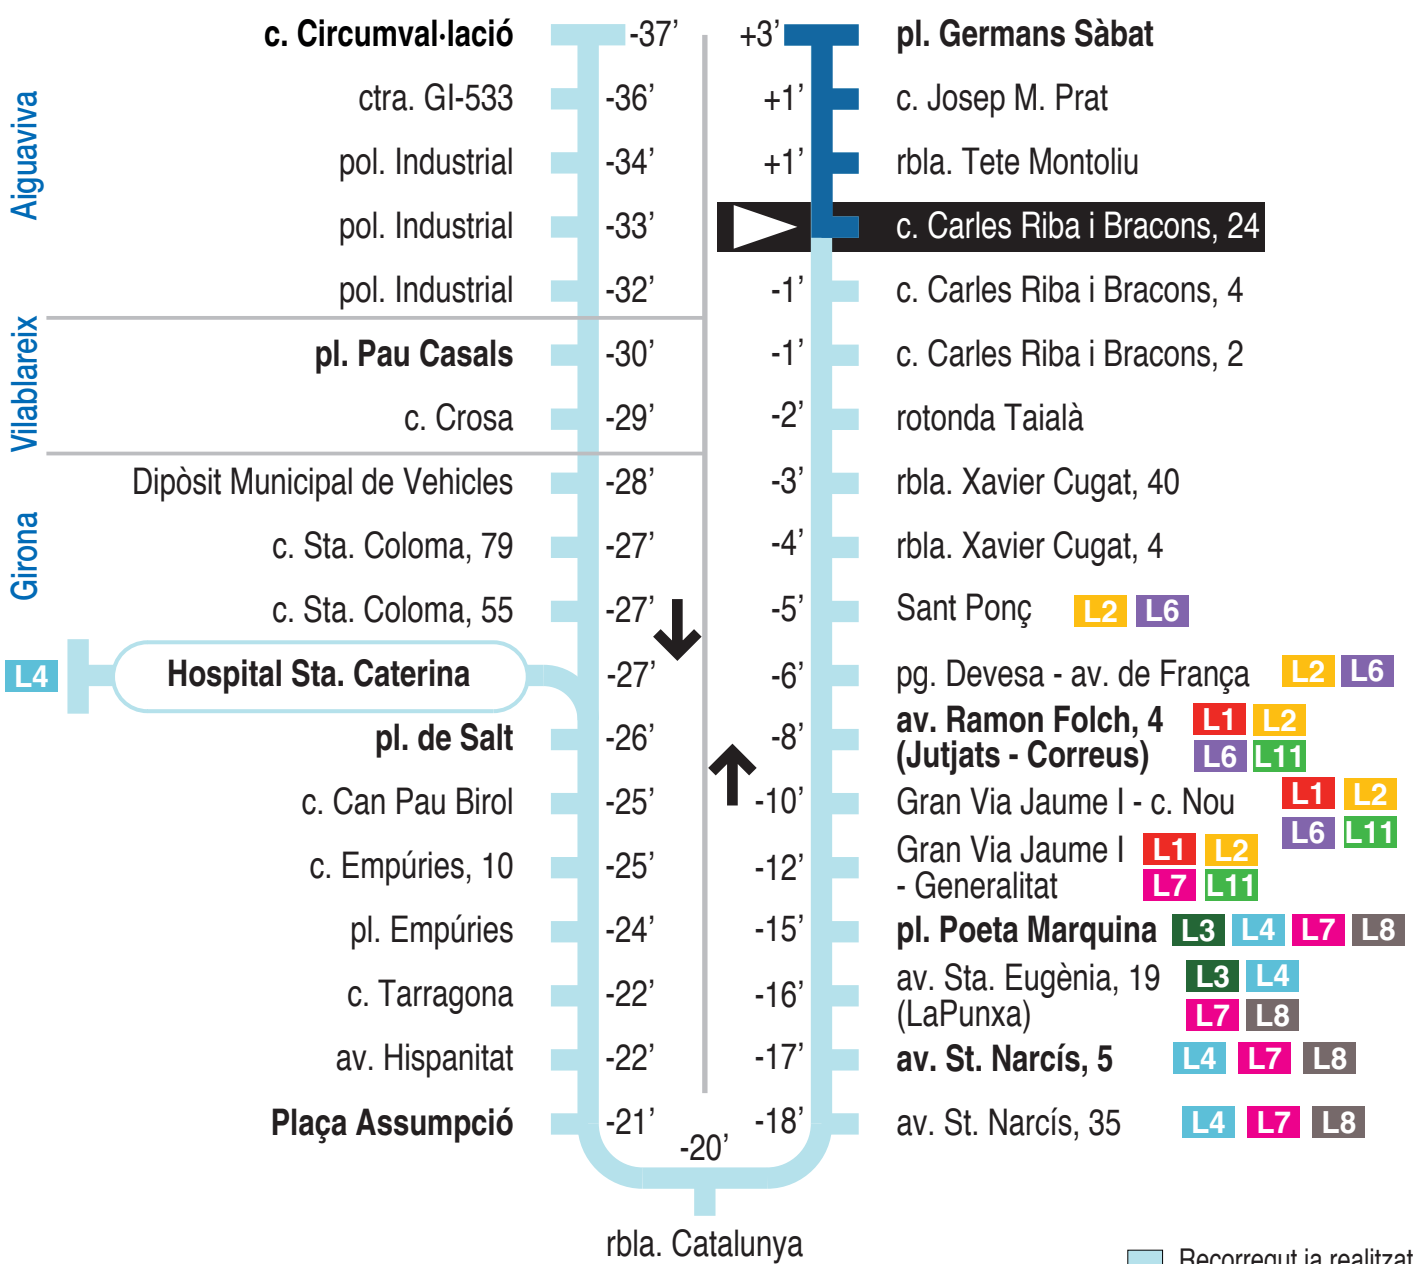 Aiguaviva
c. Circumval·lació -37’
ctra. GI-533 -36’
pol. Industrial -34’
pol. Industrial -33’
pol. Industrial -32’
Vilablareix
pl. Pau Casals -30’
c. Crosa -29’
Girona
Dipòsit Municipal de Vehicles -28’
c. Sta. Coloma, 79 -27’
c. Sta. Coloma, 55 -27’
L4 Hospital Sta. Caterina -27’
pl. de Salt -26’
c. Can Pau Birol -25’
c. Empúries, 10 -25’
pl. Empúries -24’
c. Tarragona -22’
av. Hispanitat -22’
Plaça Assumpció -21’
-20’
rbla. Catalunya
+3’ pl. Germans Sàbat
+1’ c. Josep M. Prat
+1’ rbla. Tete Montoliu
c. Carles Riba i Bracons, 24
-1’ c. Carles Riba i Bracons, 4
-1’ c. Carles Riba i Bracons, 2
-2’ rotonda Taialà
-3’ rbla. Xavier Cugat, 40
-4’ rbla. Xavier Cugat, 4
-5’ Sant Ponç L2 L6
-6’ pg. Devesa - av. de França L2 L6
-8’ av. Ramon Folch, 4 L1 L2
(Jutjats - Correus) L6 L11
-10’ Gran Via Jaume I - c. Nou L1 L2
L6 L11
-12’ Gran Via Jaume I L1 L2
- Generalitat L7 L11
-15’ pl. Poeta Marquina L3 L4 L7 L8
-16’ av. Sta. Eugènia, 19 L3 L4
(LaPunxa) L7 L8
-17’ av. St. Narcís, 5 L4 L7 L8
-18’ av. St. Narcís, 35 L4 L7 L8
Recorregut ja realitzat